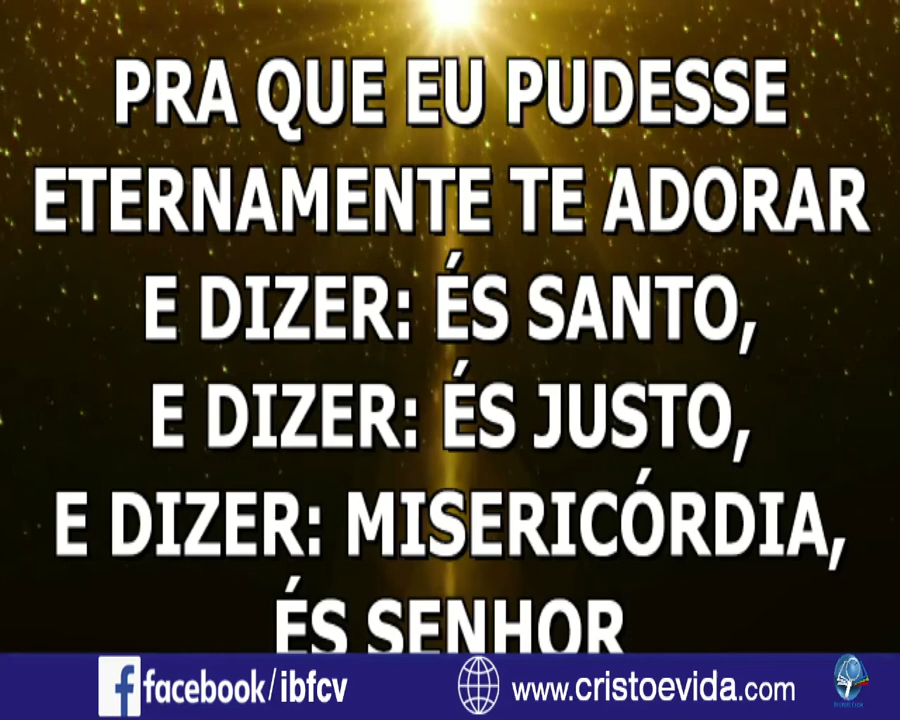 PRA QUE EU PUDESSE
ETERNAMENTE TE ADORAR
E DIZER: ÉS SANTO,
E DIZER: ÉS JUSTO,
E DIZER: MISERICÓRDIA,
ÉS SENHOR
facebook/ibfcv www.cristoevida.com